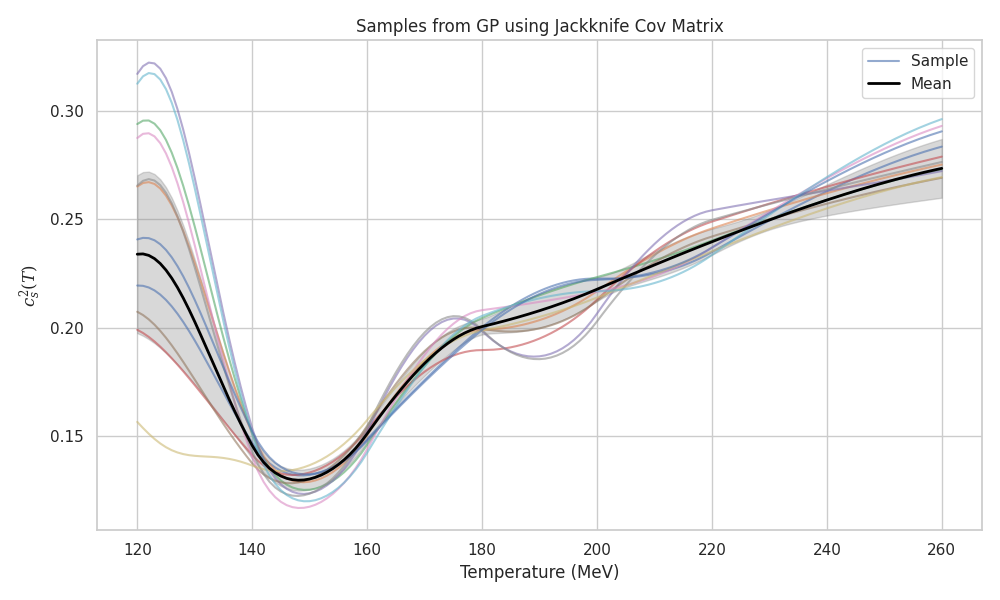 Samples from GP using Jackknife Cov Matrix
Sample
Mean
0.30
0.25
0.20
0.15
$c_s^2(T)$
120 140 160 180 200 220 240 260
Temperature (MeV)